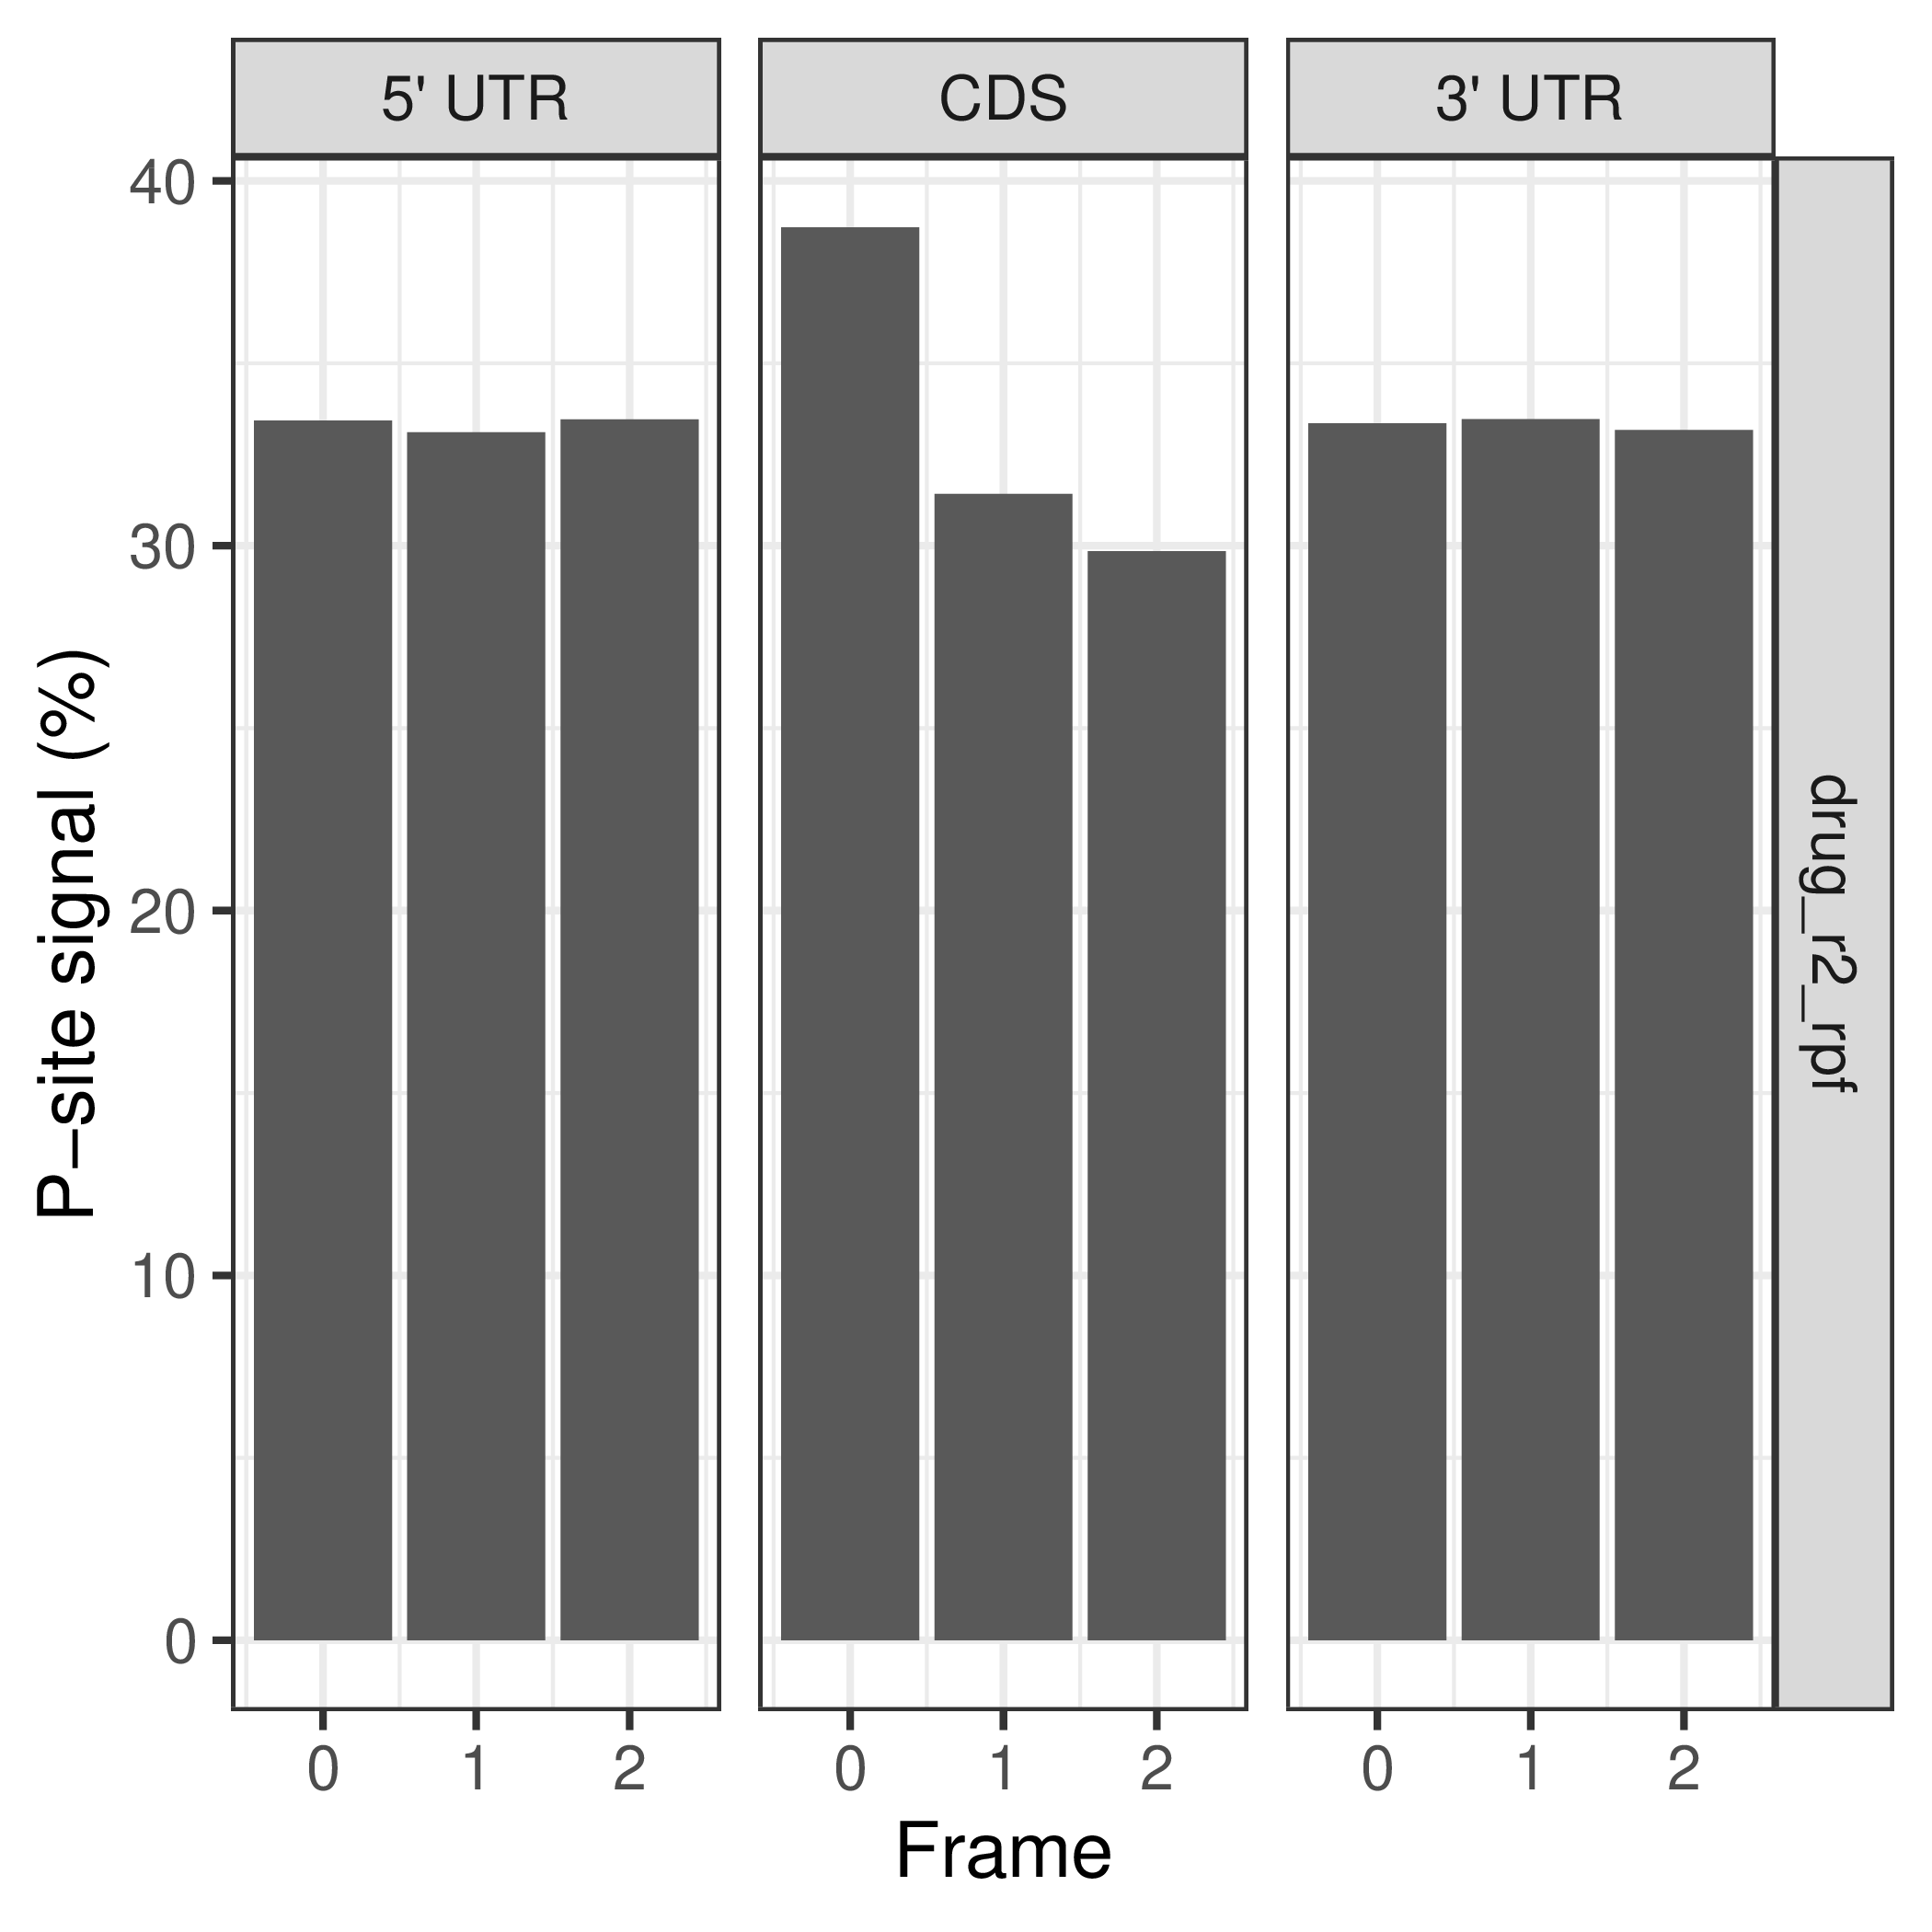 5' UTR
CDS
3' UTR
40
30
20
10
0
P−site signal (%)
drug_r2_rpf
0 1 2
0 1 2
0 1 2
Frame